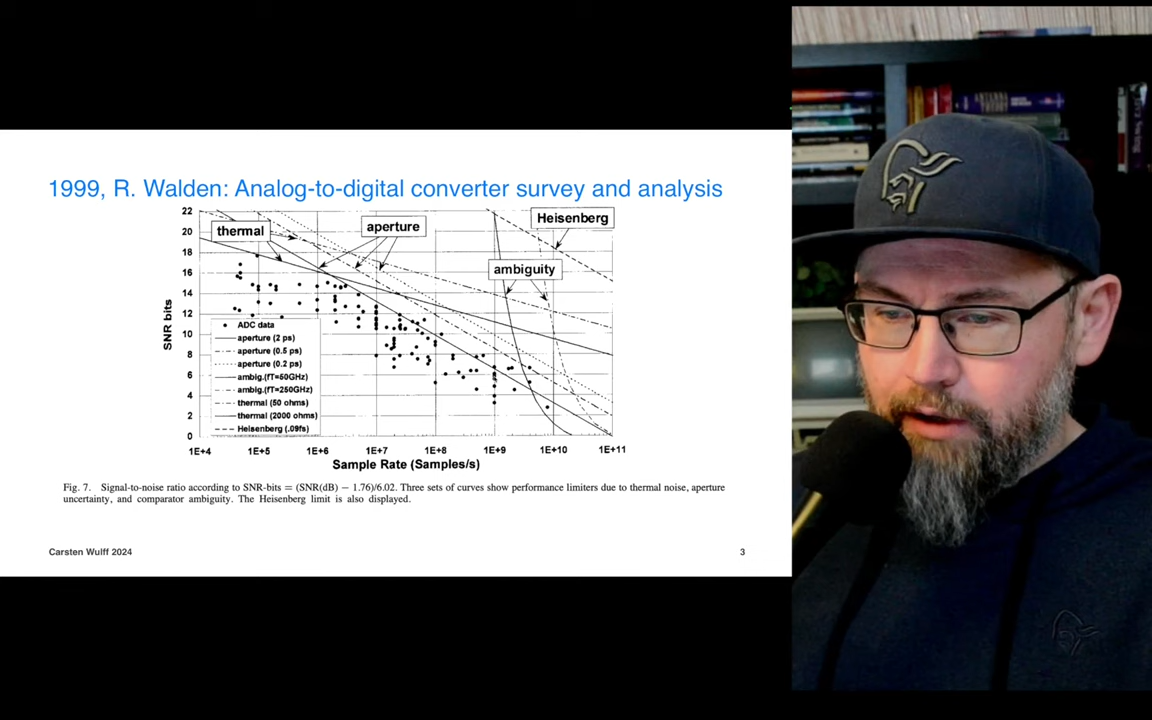 1999, R. Walden: Analog-to-digital converter survey and analysis
22
20
18
16
14
12
10
8
6
4
2
0
SNR bits
thermal
aperture
Heisenberg
ambiguity
ADC data
aperture (2 ps)
aperture (0.5 ps)
aperture (0.2 ps)
ambig.(fT=50GHz)
ambig.(fT=250GHz)
thermal (50 ohms)
thermal (2000 ohms)
Heisenberg (.09fs)
1E+4 1E+5 1E+6 1E+7 1E+8 1E+9 1E+10 1E+11
Sample Rate (Samples/s)
Fig. 7. Signal-to-noise ratio according to SNR-bits = (SNR(dB) − 1.76)/6.02. Three sets of curves show performance limiters due to thermal noise, aperture
uncertainty, and comparator ambiguity. The Heisenberg limit is also displayed.
Carsten Wulff 2024
3